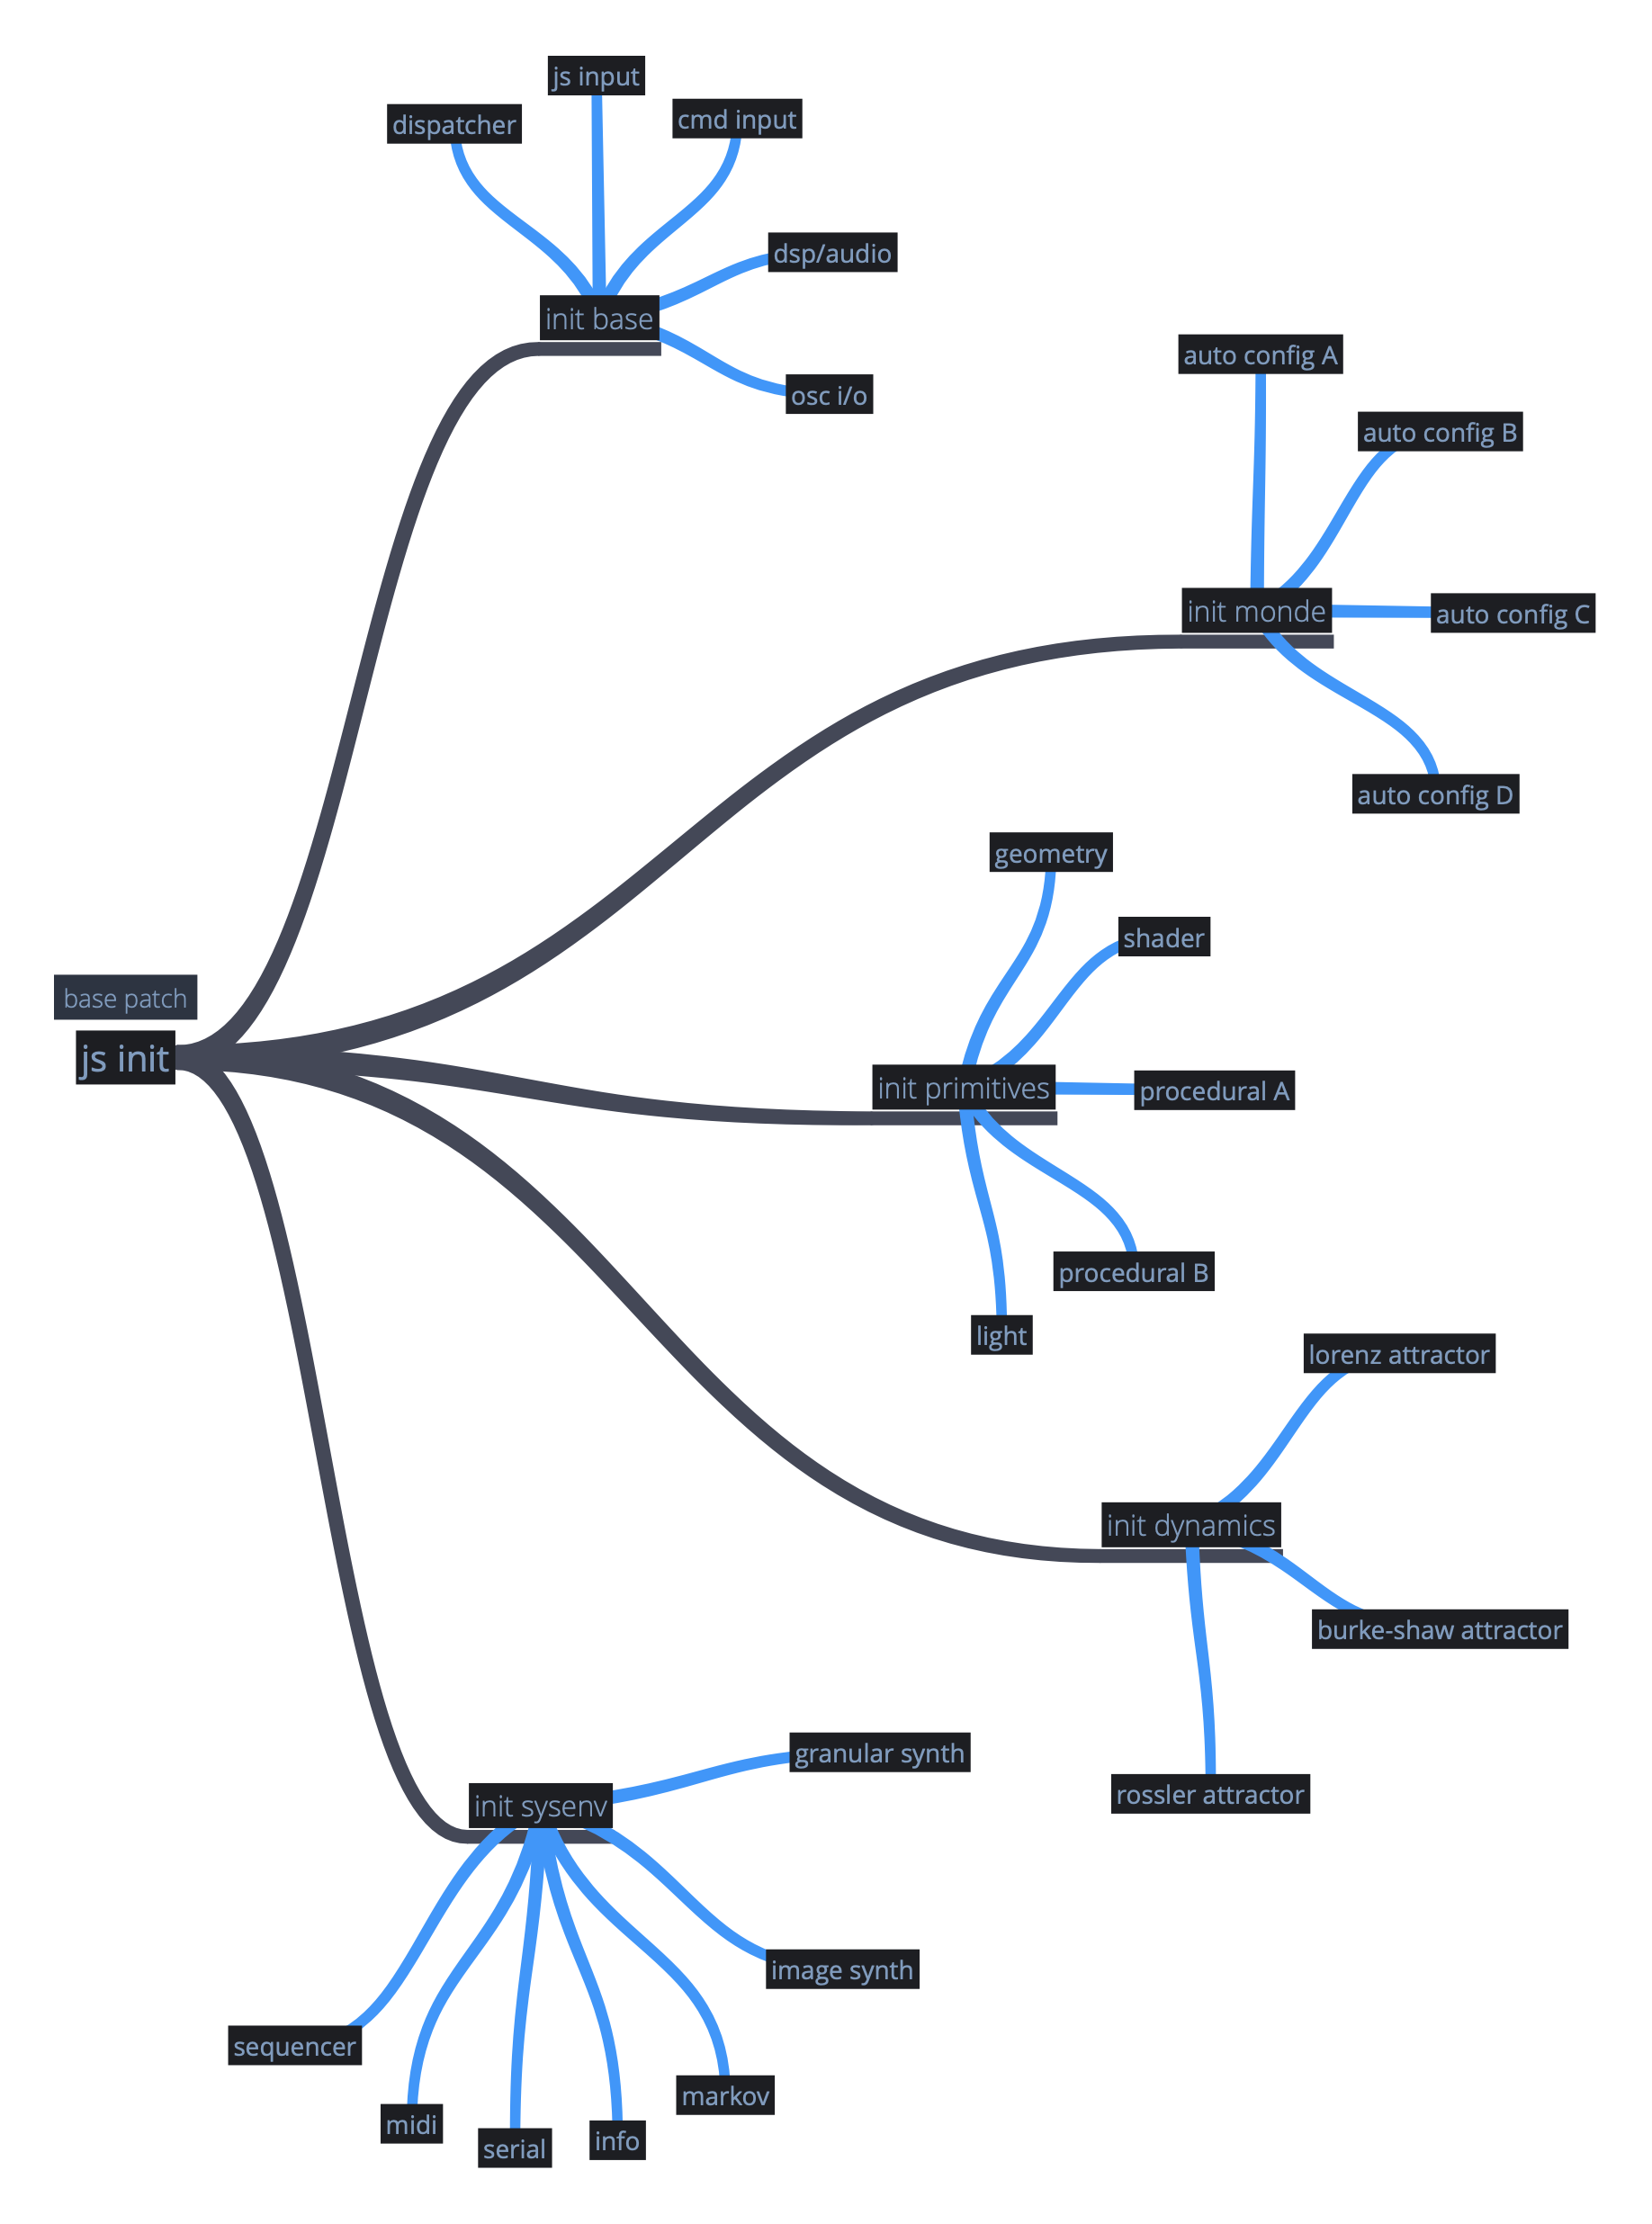 js input
cmd input
dispatcher
dsp/audio
init base
osc i/o
auto config A
auto config B
init monde
auto config C
auto config D
geometry
shader
base patch
js init
init primitives
procedural A
procedural B
light
lorenz attractor
init dynamics
burke-shaw attractor
rossler attractor
granular synth
init sysenv
image synth
sequencer
markov
midi
info
serial